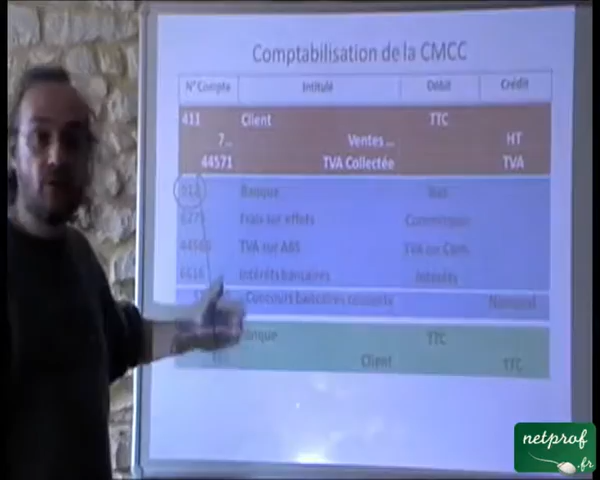 Comptabilisation de la CMCC
N° Compte Intitulé Débit Crédit
411 Client TTC
7... Ventes ... HT
44571 TVA Collectée TVA
512 Banque Net
Frais sur effets
TVA sur ABS TVA sur Com.
6616 Intérêts bancaires Intérêts
Concours bancaires courants Nominal
Banque TTC
Client TTC
netprof
.fr